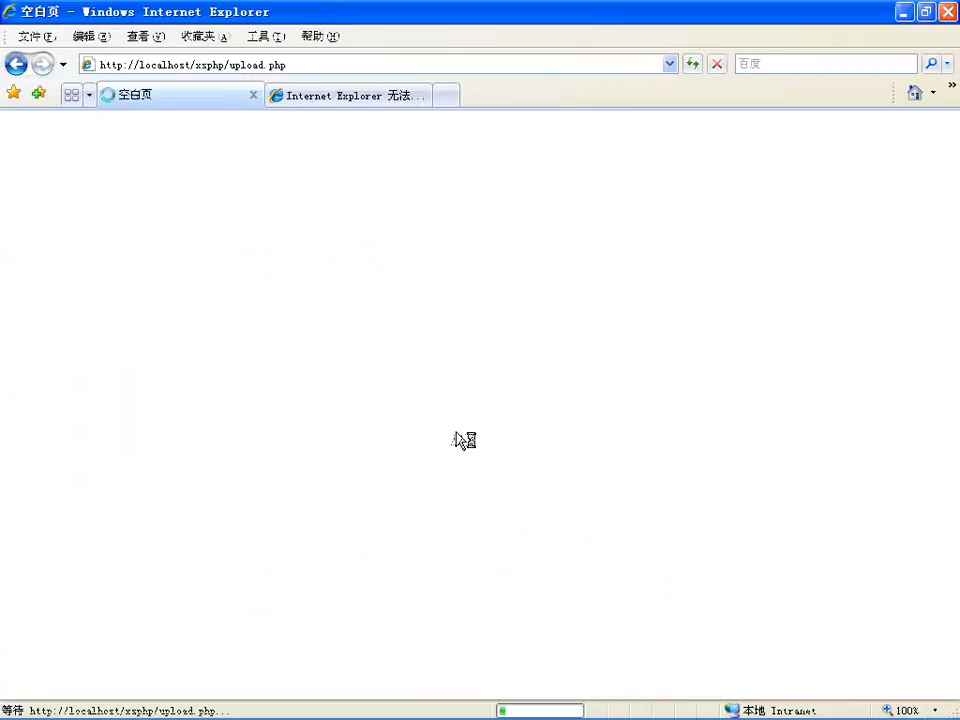 空白页 - Windows Internet Explorer
文件(F) 编辑(E) 查看(V) 收藏夹(A) 工具(T) 帮助(H)
http://localhost/xsphp/upload.php 百度
空白页 Internet Explorer 无法...
等待 http://localhost/xsphp/upload.php... 本地 Intranet 100%